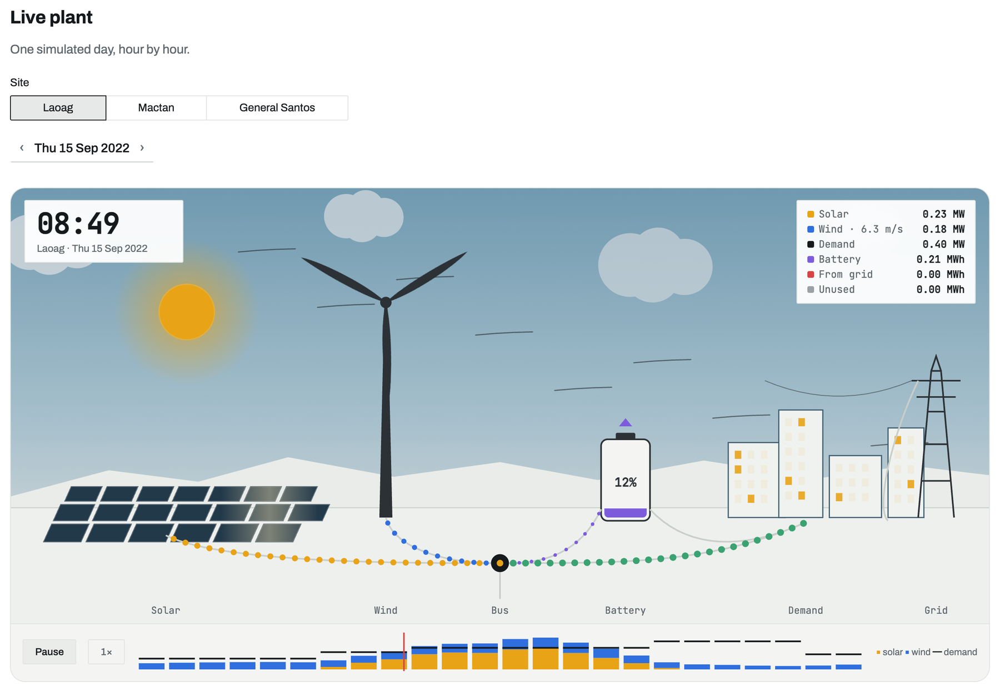 Live plant
One simulated day, hour by hour.
Site
Laoag Mactan General Santos
‹ Thu 15 Sep 2022 ›
08:49
Laoag · Thu 15 Sep 2022
Solar 0.23 MW
Wind · 6.3 m/s 0.18 MW
Demand 0.40 MW
Battery 0.21 MWh
From grid 0.00 MWh
Unused 0.00 MWh
12%
Solar Wind Bus Battery Demand Grid
Pause 1× solar wind demand